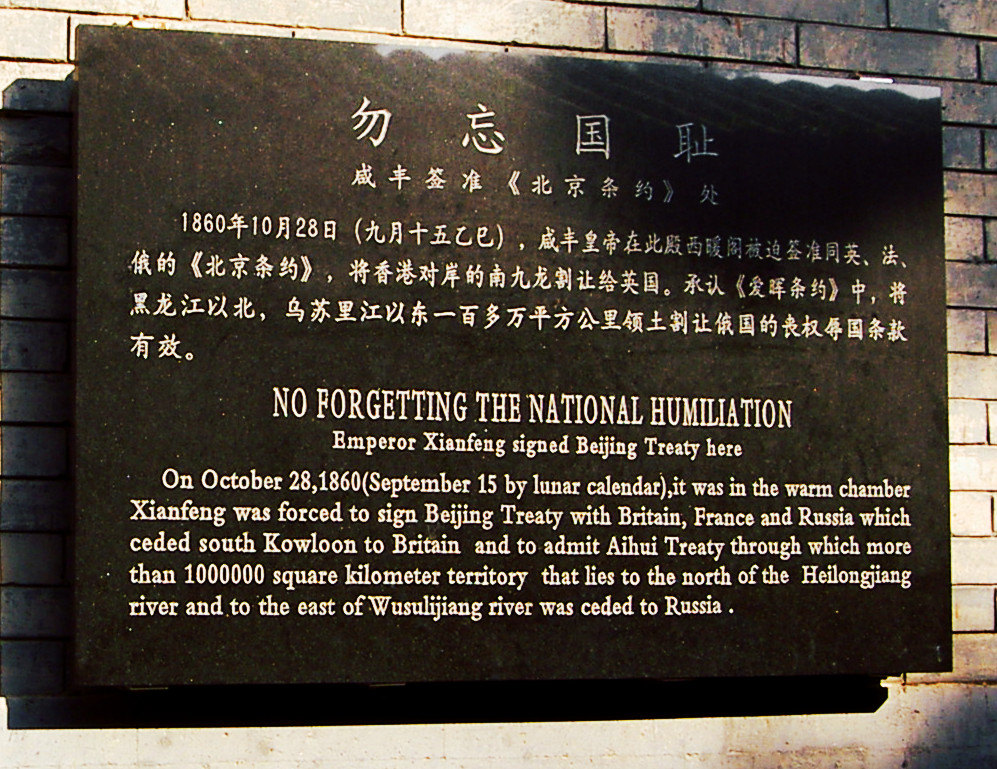 勿忘国耻
咸丰签准《北京条约》处
1860年10月28日（九月十五乙巳），咸丰皇帝在此殿西暖阁被迫签准同英、法、
俄的《北京条约》，将香港对岸的南九龙割让给英国。承认《爱晖条约》中，将
黑龙江以北，乌苏里江以东一百多万平方公里领土割让俄国的丧权辱国条款
有效。
NO FORGETTING THE NATIONAL HUMILIATION
Emperor Xianfeng signed Beijing Treaty here
On October 28,1860(September 15 by lunar calendar),it was in the warm chamber
Xianfeng was forced to sign Beijing Treaty with Britain, France and Russia which
ceded south Kowloon to Britain and to admit Aihui Treaty through which more
than 1000000 square kilometer territory that lies to the north of the Heilongjiang
river and to the east of Wusulijiang river was ceded to Russia .